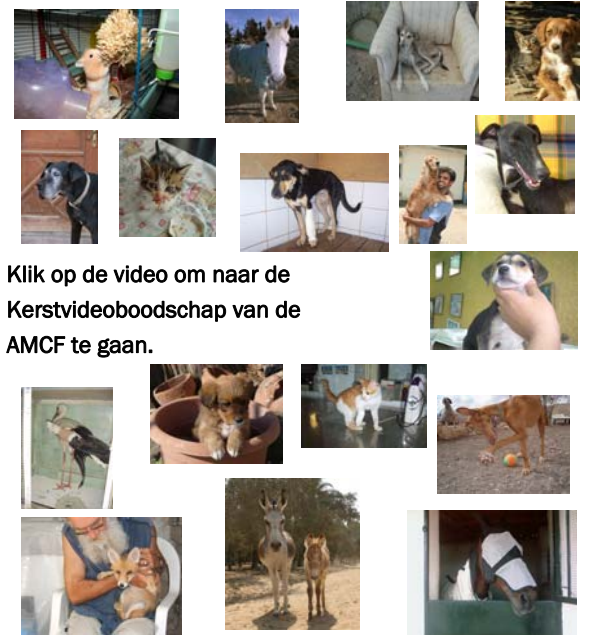 Klik op de video om naar de
Kerstvideoboodschap van de
AMCF te gaan.